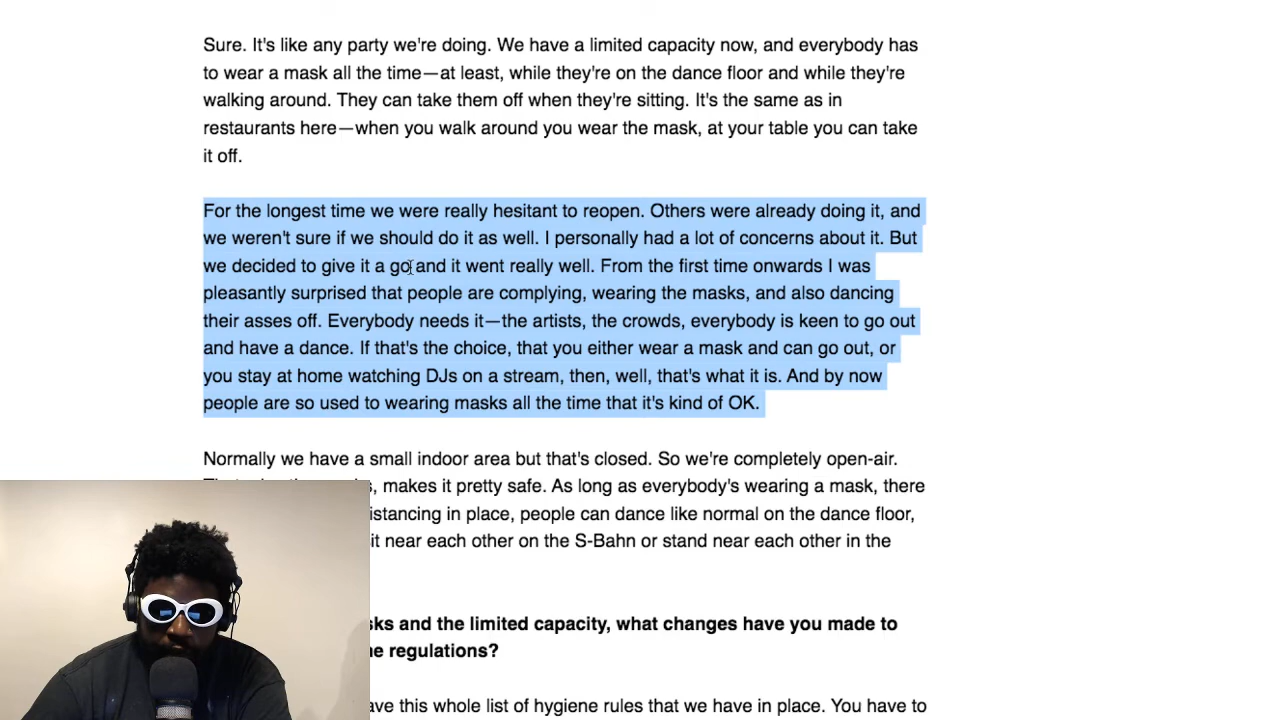 Sure. It's like any party we're doing. We have a limited capacity now, and everybody has
to wear a mask all the time—at least, while they're on the dance floor and while they're
walking around. They can take them off when they're sitting. It's the same as in
restaurants here—when you walk around you wear the mask, at your table you can take
it off.
For the longest time we were really hesitant to reopen. Others were already doing it, and
we weren't sure if we should do it as well. I personally had a lot of concerns about it. But
we decided to give it a go and it went really well. From the first time onwards I was
pleasantly surprised that people are complying, wearing the masks, and also dancing
their asses off. Everybody needs it—the artists, the crowds, everybody is keen to go out
and have a dance. If that's the choice, that you either wear a mask and can go out, or
you stay at home watching DJs on a stream, then, well, that's what it is. And by now
people are so used to wearing masks all the time that it's kind of OK.
Normally we have a small indoor area but that's closed. So we're completely open-air.
makes it pretty safe. As long as everybody's wearing a mask, there
in place, people can dance like normal on the dance floor,
near each other on the S-Bahn or stand near each other in the
and the limited capacity, what changes have you made to
regulations?
this whole list of hygiene rules that we have in place. You have to